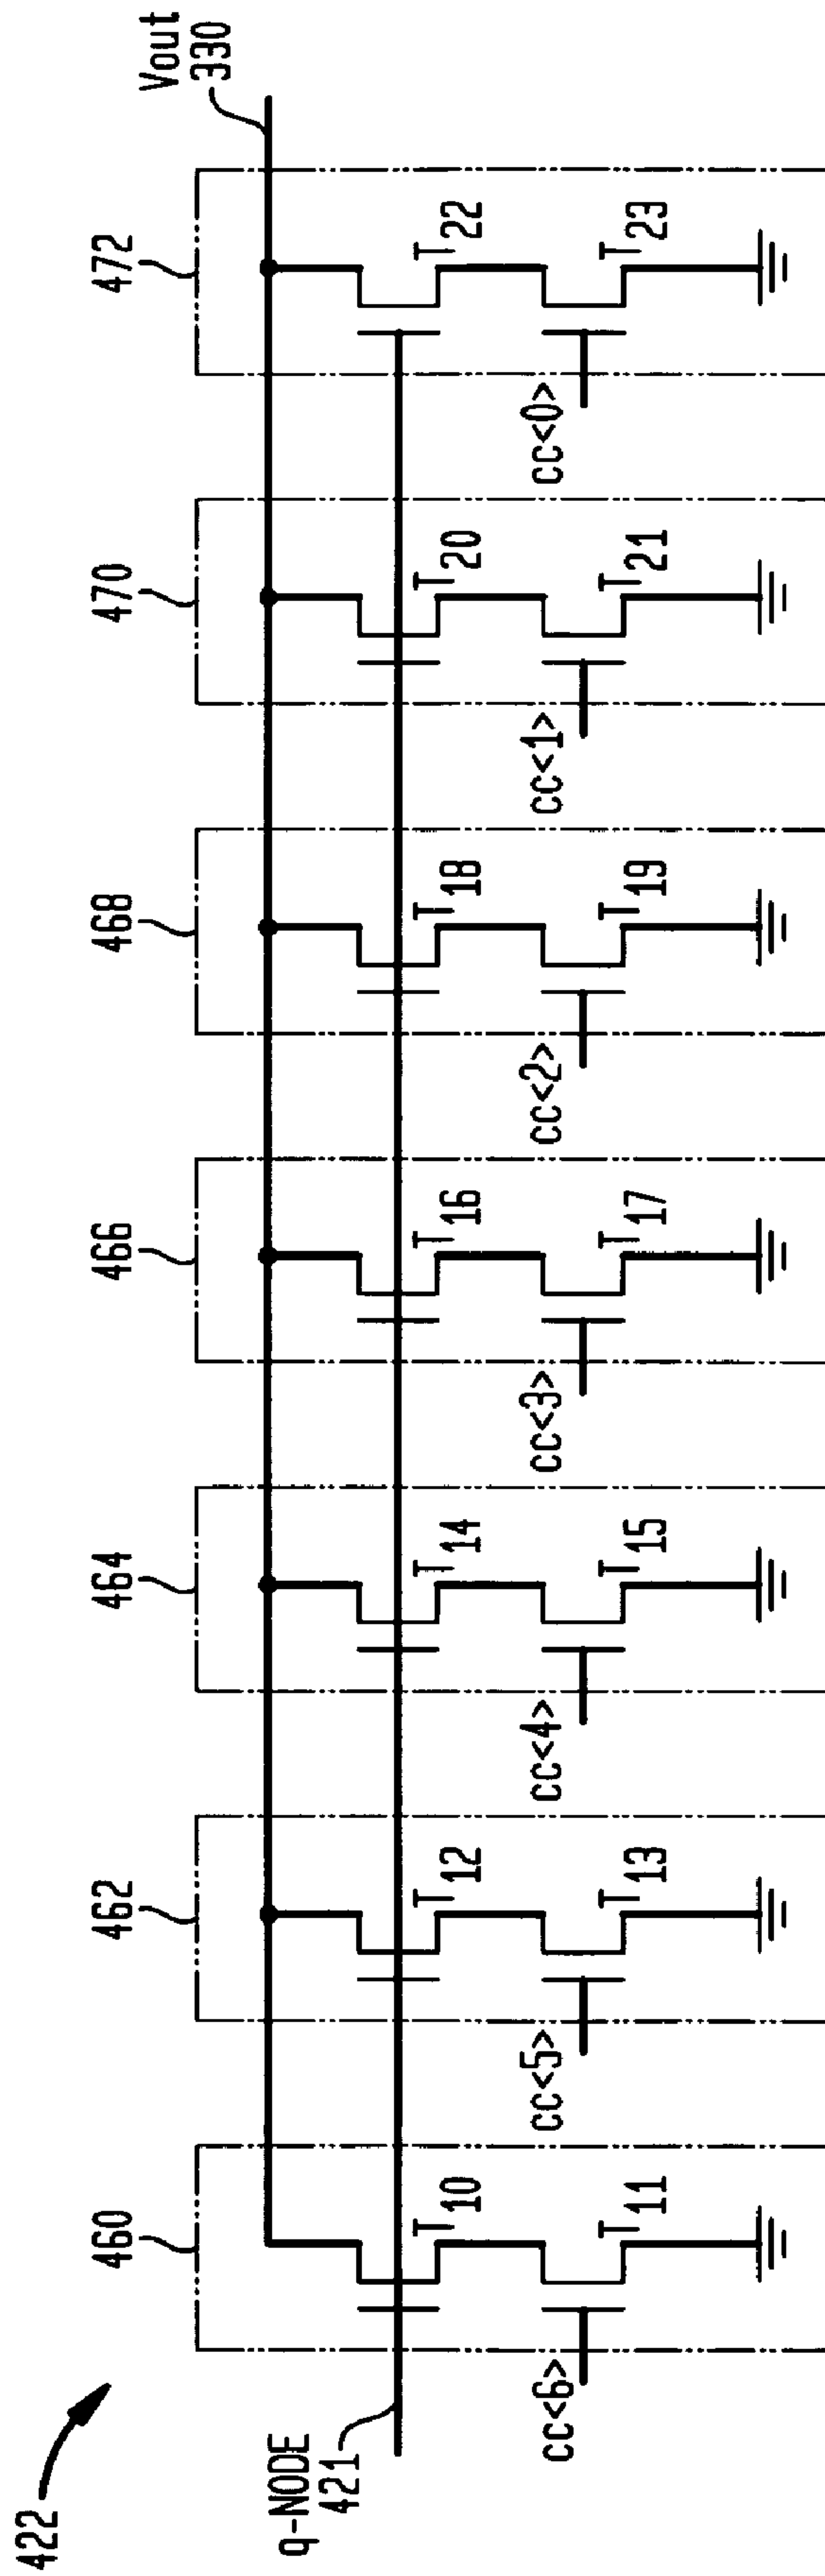 422
460
462
464
466
468
470
472
Vout
330
q-NODE
421
T10
T12
T14
T16
T18
T20
T22
cc<6>
cc<5>
cc<4>
cc<3>
cc<2>
cc<1>
cc<0>
T11
T13
T15
T17
T19
T21
T23